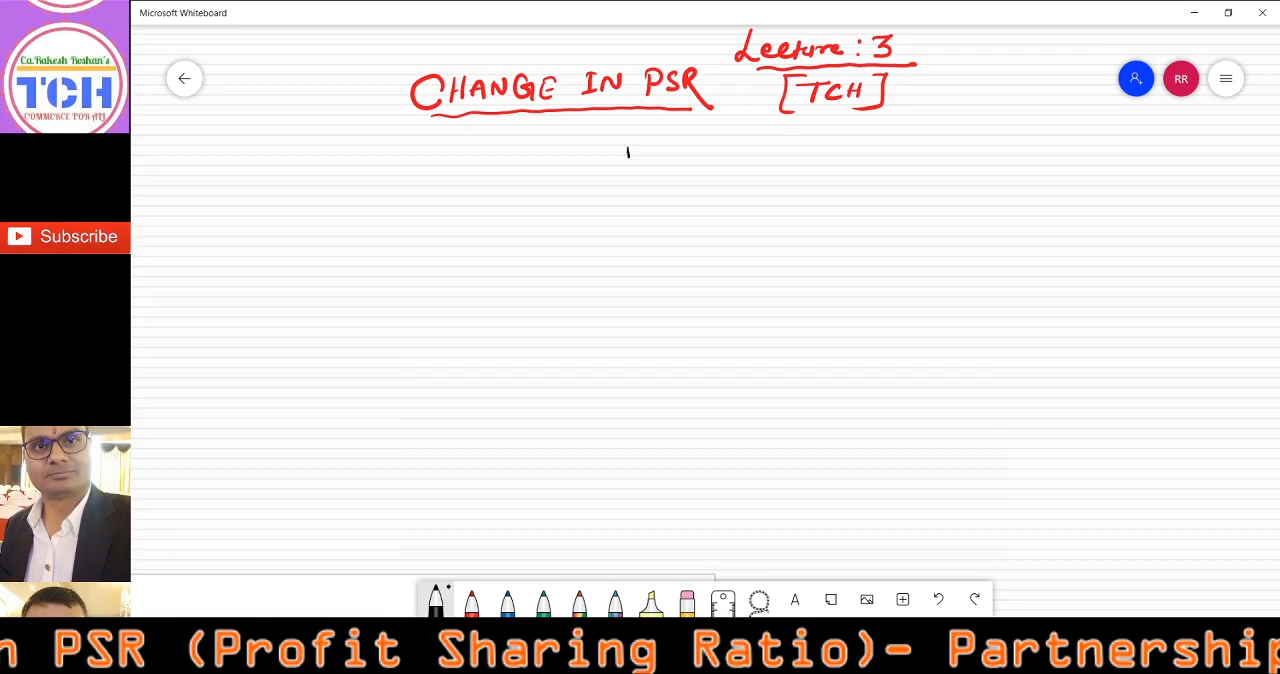 Microsoft Whiteboard
Ca.Rakesh Roshan's
TCH
COMMERCE FOR ALL
Lecture : 3
CHANGE IN PSR
[TCH]
RR
Subscribe
A
n PSR (Profit Sharing Ratio)- Partnership